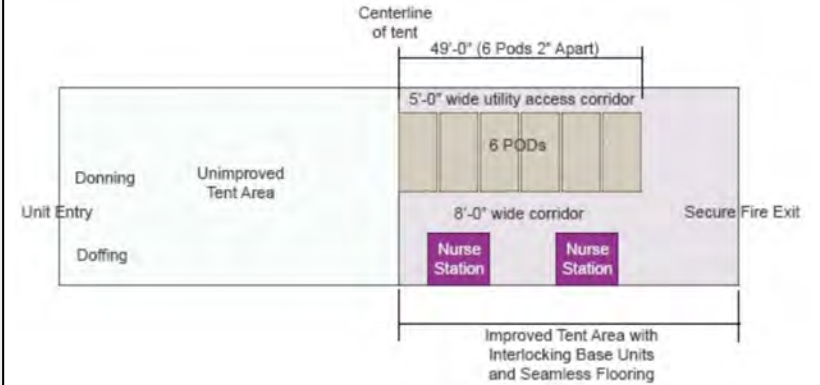 Centerline
of tent
49'-0" (6 Pods 2" Apart)
5'-0" wide utility access corridor
6 PODs
Donning
Unimproved
Tent Area
Unit Entry
8'-0" wide corridor
Secure Fire Exit
Doffing
Nurse
Station
Nurse
Station
Improved Tent Area with
Interlocking Base Units
and Seamless Flooring